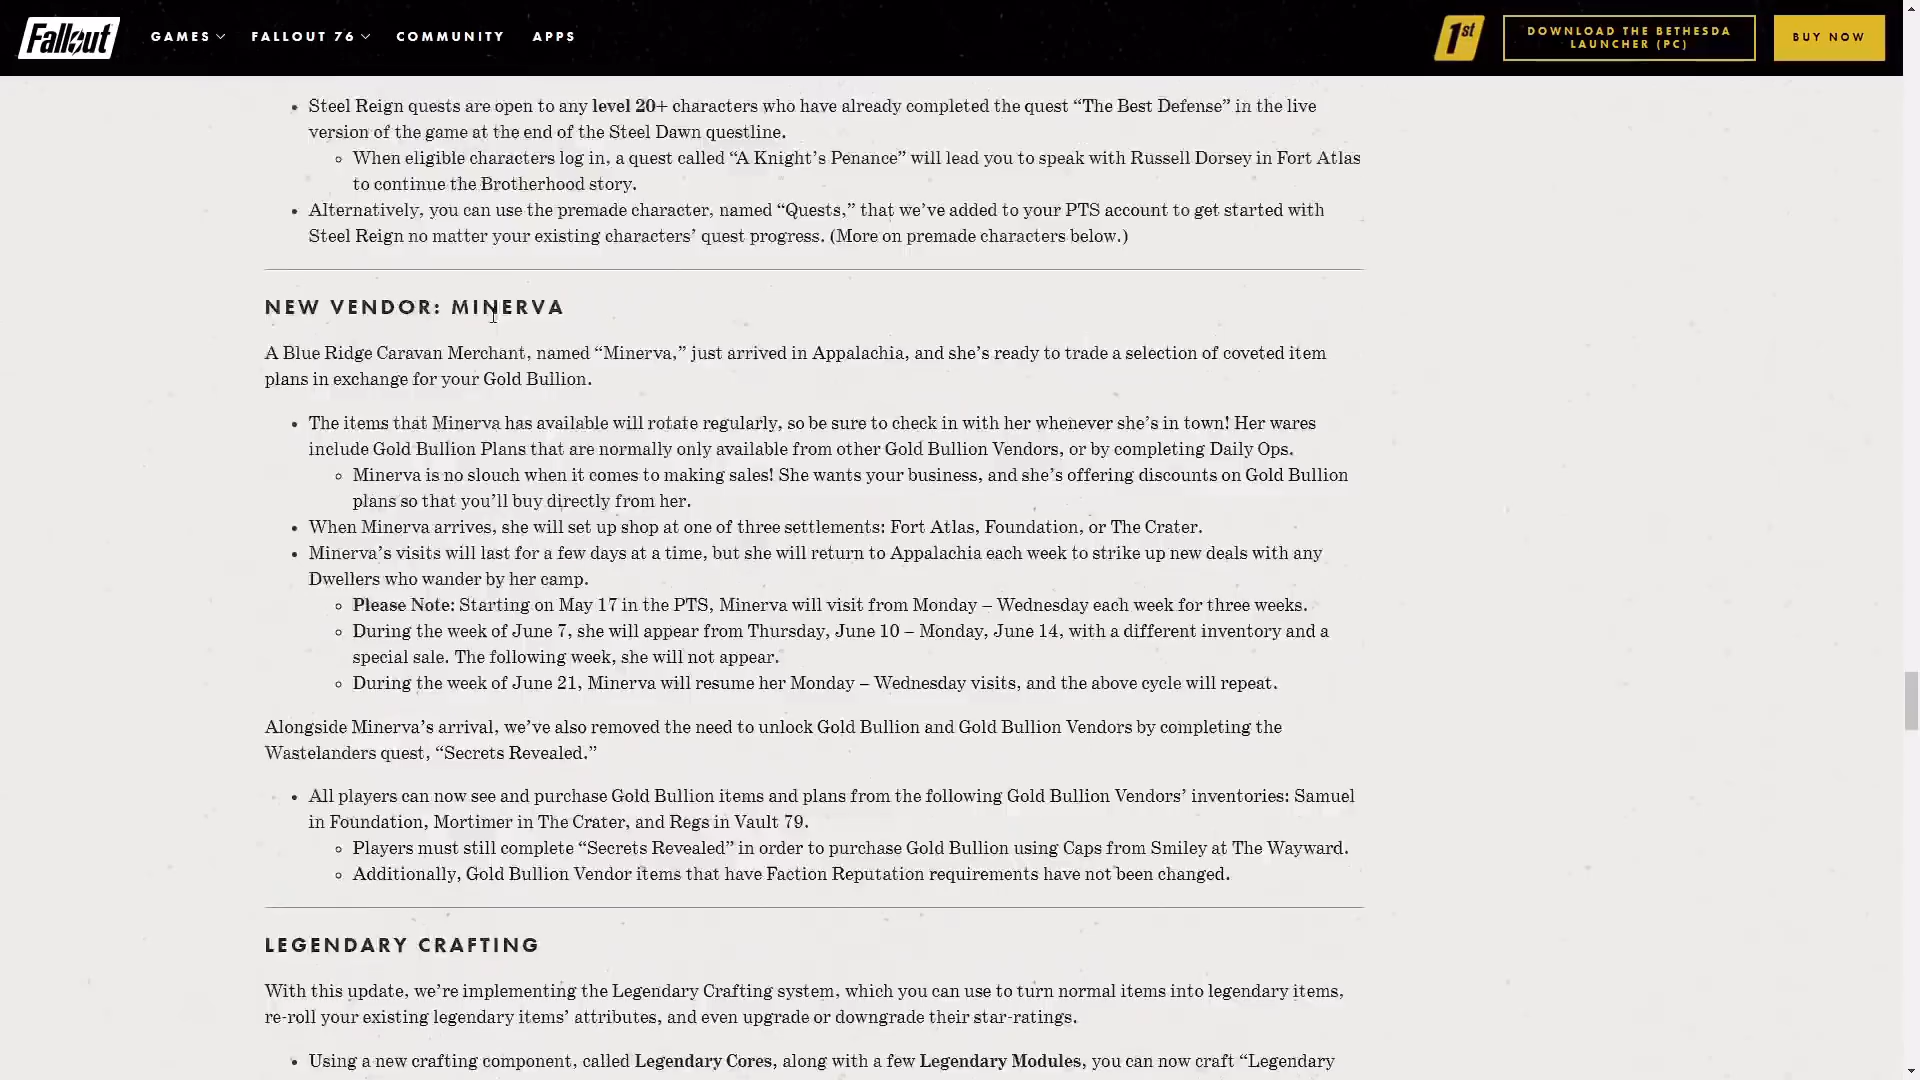 Fallout
GAMES
FALLOUT 76
COMMUNITY
APPS
1st
DOWNLOAD THE BETHESDA
LAUNCHER (PC)
BUY NOW
• Steel Reign quests are open to any level 20+ characters who have already completed the quest “The Best Defense” in the live
version of the game at the end of the Steel Dawn questline.
◦ When eligible characters log in, a quest called “A Knight’s Penance” will lead you to speak with Russell Dorsey in Fort Atlas
to continue the Brotherhood story.
• Alternatively, you can use the premade character, named “Quests,” that we’ve added to your PTS account to get started with
Steel Reign no matter your existing characters’ quest progress. (More on premade characters below.)
NEW VENDOR: MINERVA
A Blue Ridge Caravan Merchant, named “Minerva,” just arrived in Appalachia, and she’s ready to trade a selection of coveted item
plans in exchange for your Gold Bullion.
• The items that Minerva has available will rotate regularly, so be sure to check in with her whenever she’s in town! Her wares
include Gold Bullion Plans that are normally only available from other Gold Bullion Vendors, or by completing Daily Ops.
◦ Minerva is no slouch when it comes to making sales! She wants your business, and she’s offering discounts on Gold Bullion
plans so that you’ll buy directly from her.
• When Minerva arrives, she will set up shop at one of three settlements: Fort Atlas, Foundation, or The Crater.
• Minerva’s visits will last for a few days at a time, but she will return to Appalachia each week to strike up new deals with any
Dwellers who wander by her camp.
◦ Please Note: Starting on May 17 in the PTS, Minerva will visit from Monday – Wednesday each week for three weeks.
◦ During the week of June 7, she will appear from Thursday, June 10 – Monday, June 14, with a different inventory and a
special sale. The following week, she will not appear.
◦ During the week of June 21, Minerva will resume her Monday – Wednesday visits, and the above cycle will repeat.
Alongside Minerva’s arrival, we’ve also removed the need to unlock Gold Bullion and Gold Bullion Vendors by completing the
Wastelanders quest, “Secrets Revealed.”
• All players can now see and purchase Gold Bullion items and plans from the following Gold Bullion Vendors’ inventories: Samuel
in Foundation, Mortimer in The Crater, and Regs in Vault 79.
◦ Players must still complete “Secrets Revealed” in order to purchase Gold Bullion using Caps from Smiley at The Wayward.
◦ Additionally, Gold Bullion Vendor items that have Faction Reputation requirements have not been changed.
LEGENDARY CRAFTING
With this update, we’re implementing the Legendary Crafting system, which you can use to turn normal items into legendary items,
re-roll your existing legendary items’ attributes, and even upgrade or downgrade their star-ratings.
• Using a new crafting component, called Legendary Cores, along with a few Legendary Modules, you can now craft “Legendary